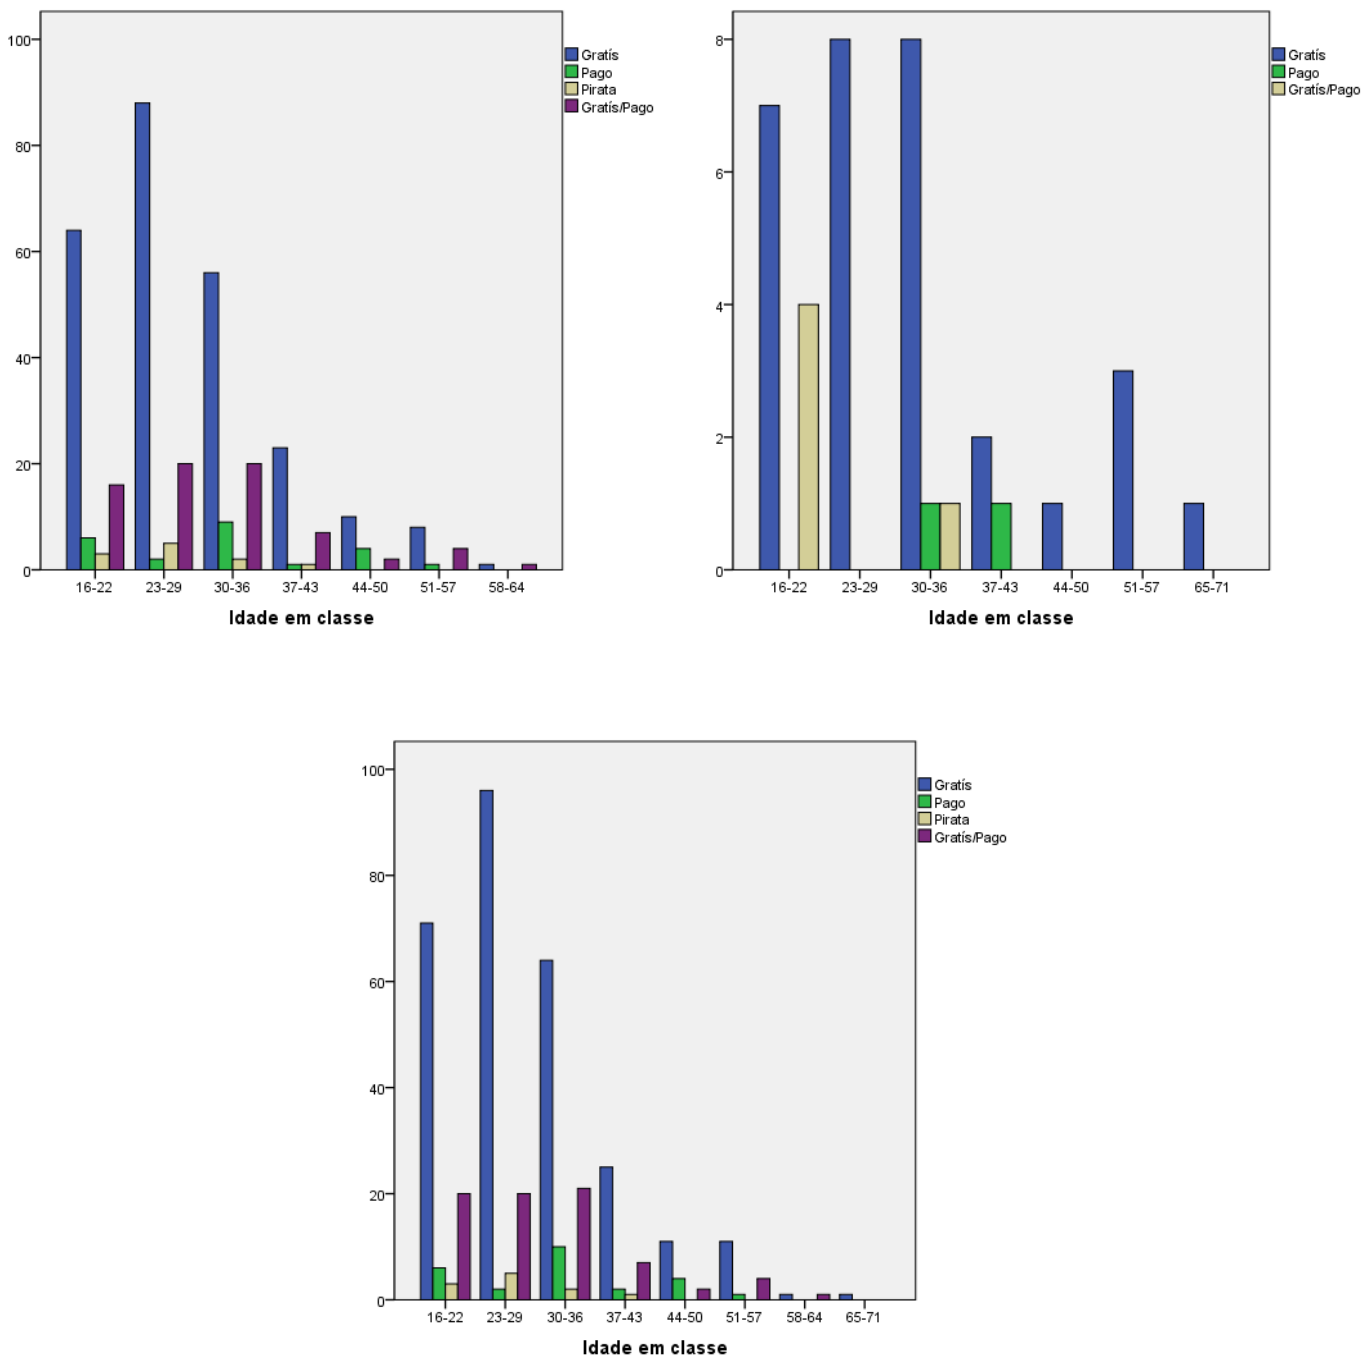 100
80
60
40
20
0
16-22 23-29 30-36 37-43 44-50 51-57 58-64
Idade em classe
Gratís
Pago
Pirata
Gratís/Pago
8
6
4
2
0
16-22 23-29 30-36 37-43 44-50 51-57 65-71
Idade em classe
Gratís
Pago
Gratís/Pago
100
80
60
40
20
0
16-22 23-29 30-36 37-43 44-50 51-57 58-64 65-71
Idade em classe
Gratís
Pago
Pirata
Gratís/Pago